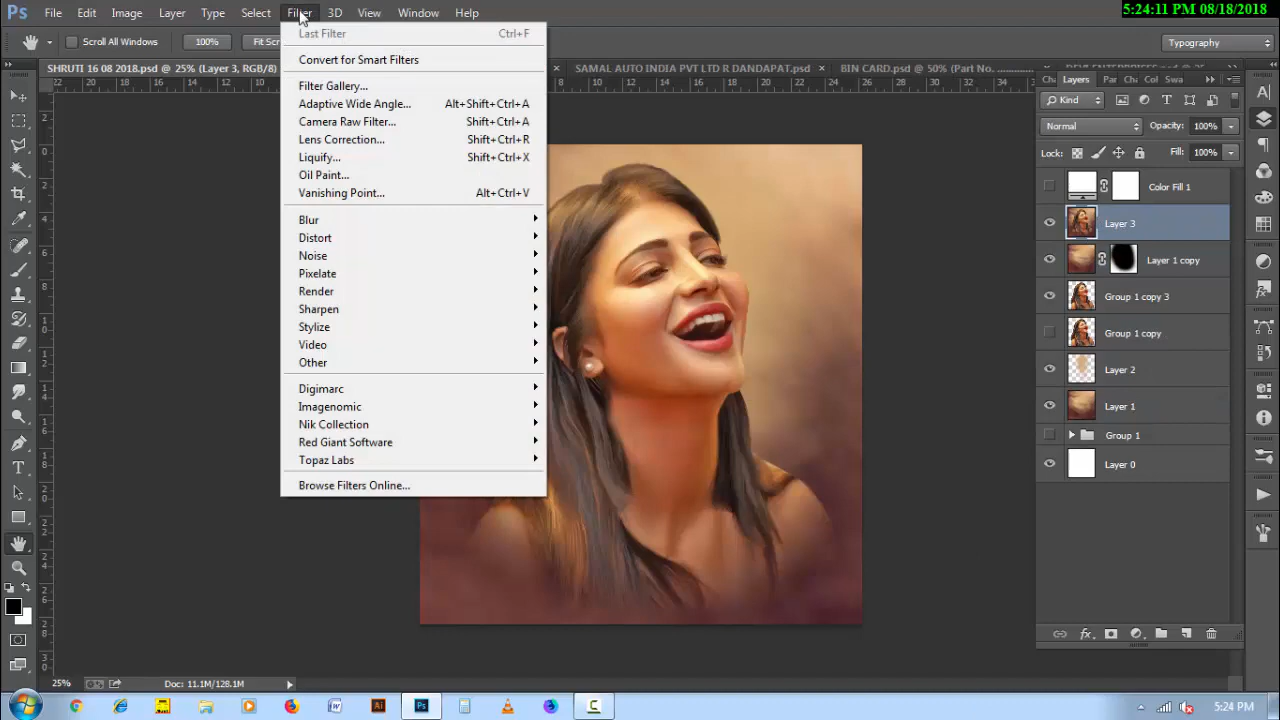 Ps File Edit Image Layer Type Select Filter 3D View Window Help
5:24:11 PM 08/18/2018
Scroll All Windows 100% Fit Scr
Typography
SHRUTI 16 08 2018.psd @ 25% (Layer 3, RGB/8)
SAMAL AUTO INDIA PVT LTD R DANDAPAT.psd
BIN CARD.psd @ 50% (Part No. ............
Last Filter Ctrl+F
Convert for Smart Filters
Filter Gallery...
Adaptive Wide Angle... Alt+Shift+Ctrl+A
Camera Raw Filter... Shift+Ctrl+A
Lens Correction... Shift+Ctrl+R
Liquify... Shift+Ctrl+X
Oil Paint...
Vanishing Point... Alt+Ctrl+V
Blur
Distort
Noise
Pixelate
Render
Sharpen
Stylize
Video
Other
Digimarc
Imagenomic
Nik Collection
Red Giant Software
Topaz Labs
Browse Filters Online...
Ch Layers Par Ch Col Swa
Kind
Normal Opacity: 100%
Lock: Fill: 100%
Color Fill 1
Layer 3
Layer 1 copy
Group 1 copy 3
Group 1 copy
Layer 2
Layer 1
Group 1
Layer 0
25% Doc: 11.1M/128.1M
5:24 PM